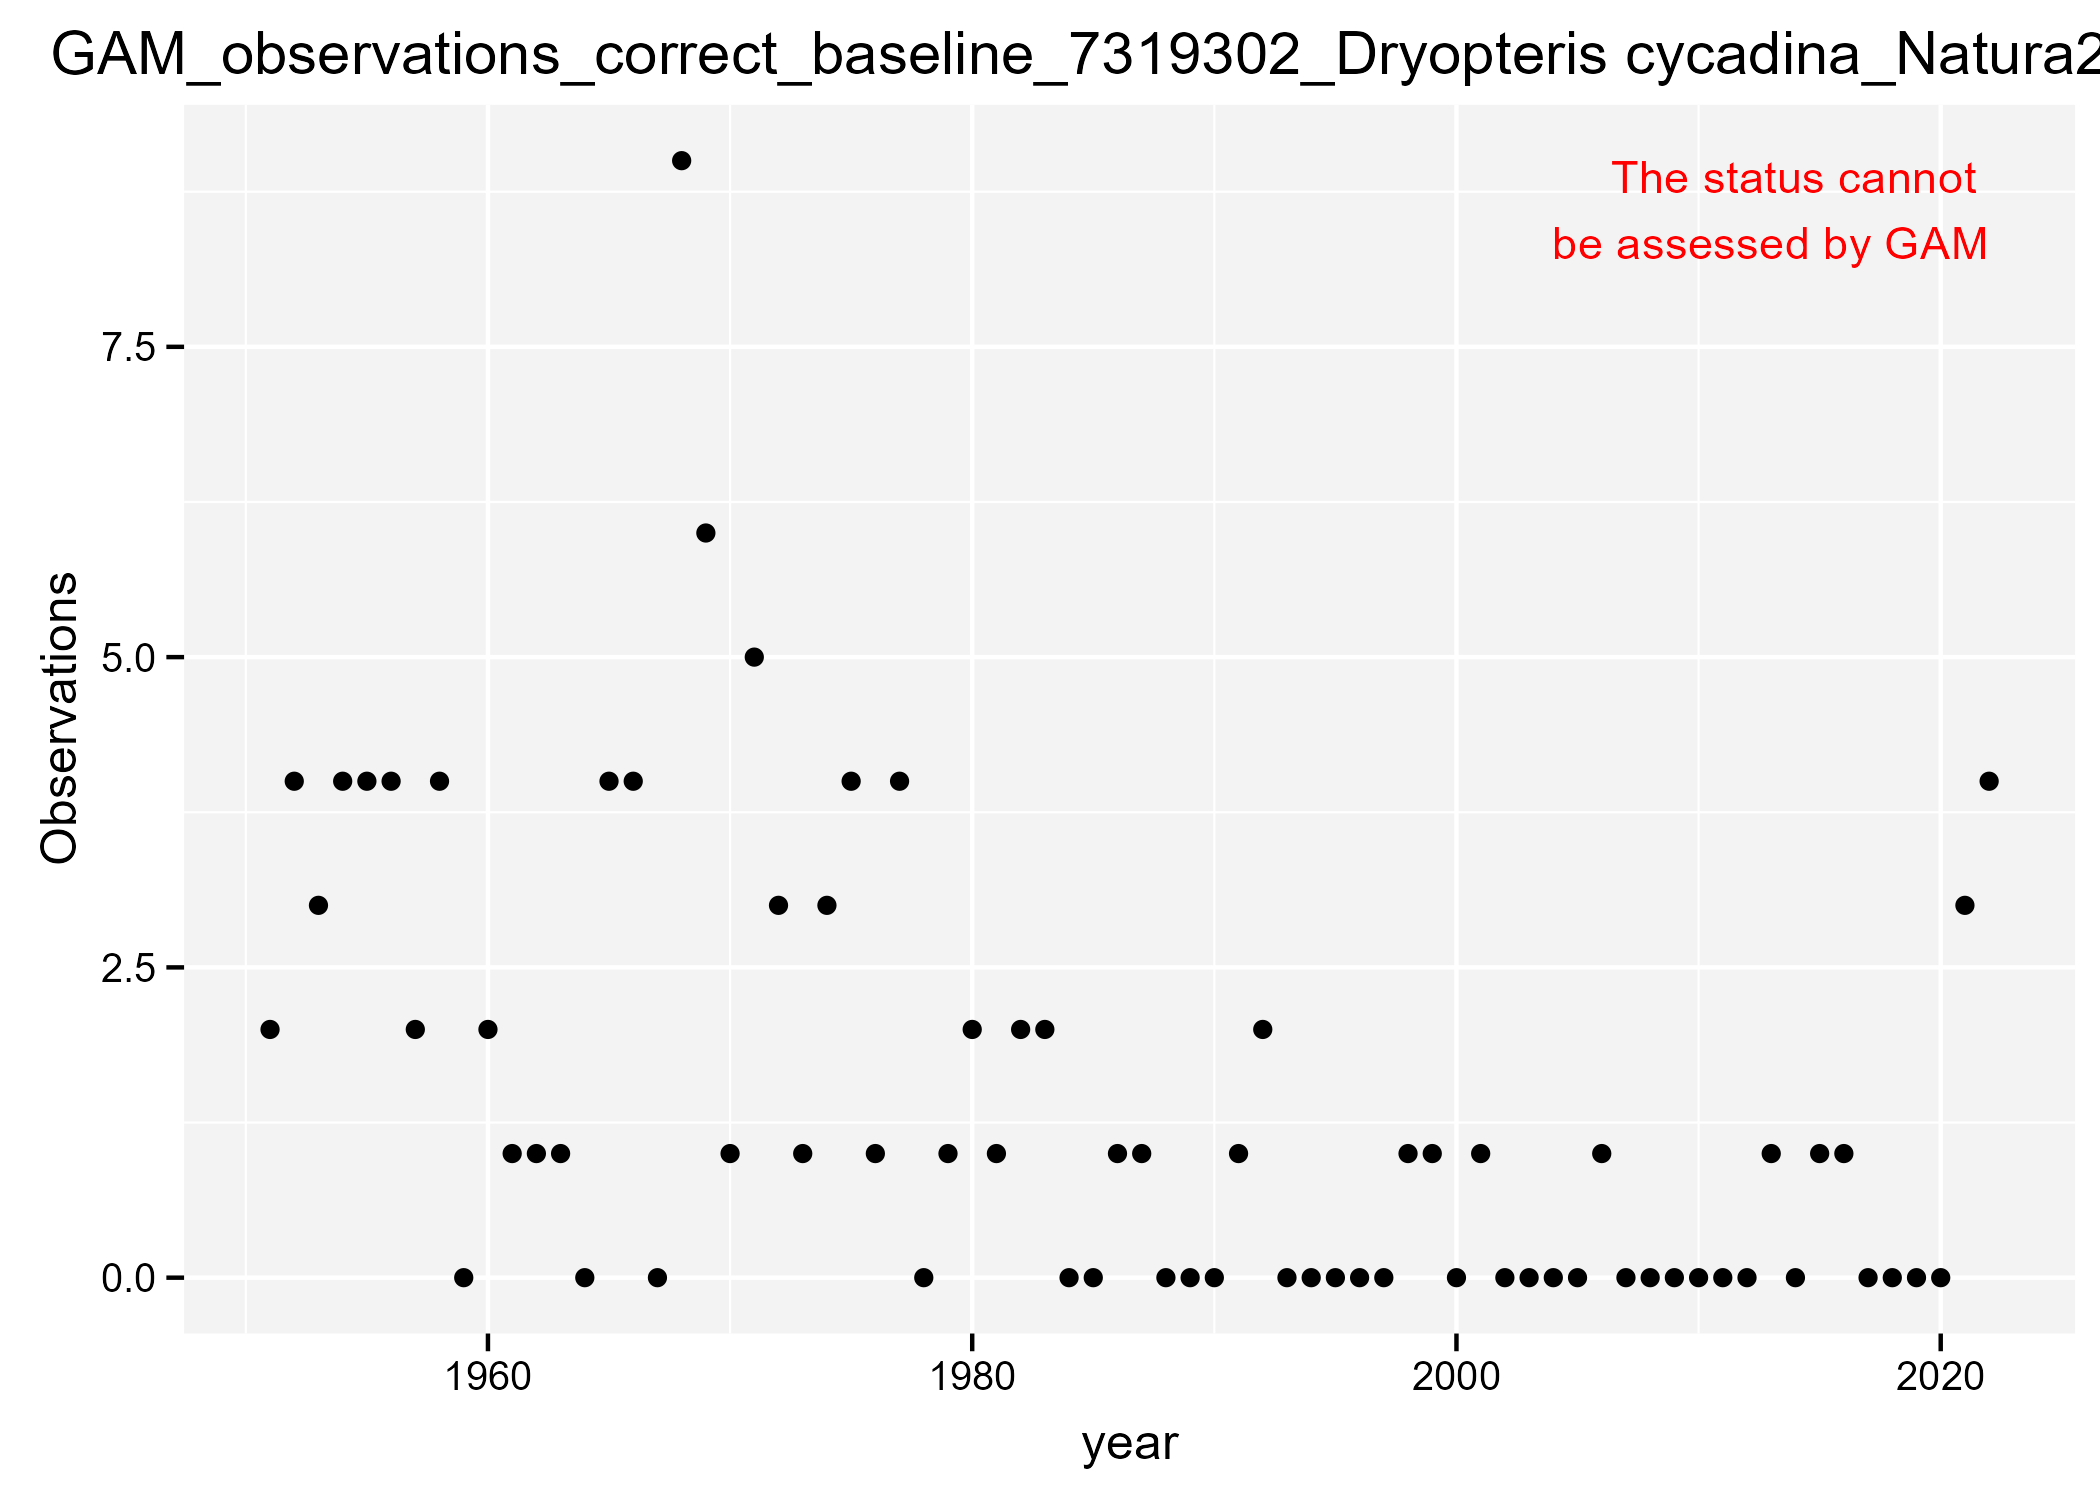 GAM_observations_correct_baseline_7319302_Dryopteris cycadina_Natura2
The status cannot
be assessed by GAM
7.5
5.0
2.5
0.0
Observations
1960 1980 2000 2020
year